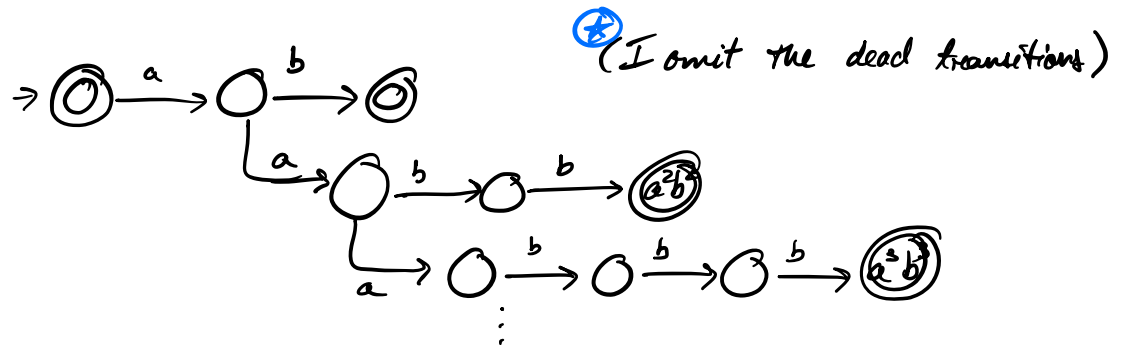 (I omit the dead transitions)
a b
a b b a²b²
a b b b a³b³